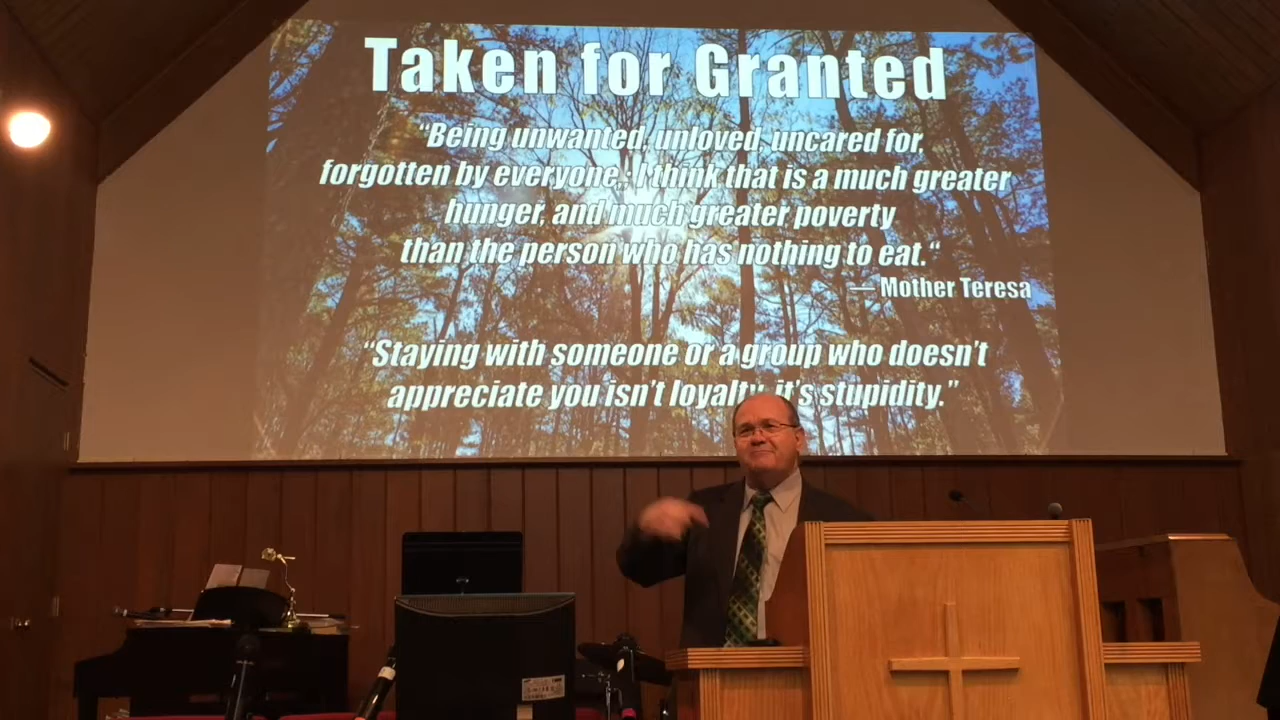 Taken for Granted
“Being unwanted, unloved, uncared for,
forgotten by everyone,, I think that is a much greater
hunger, and much greater poverty
than the person who has nothing to eat.“
— Mother Teresa
“Staying with someone or a group who doesn’t
appreciate you isn’t loyalty, it's stupidity.”